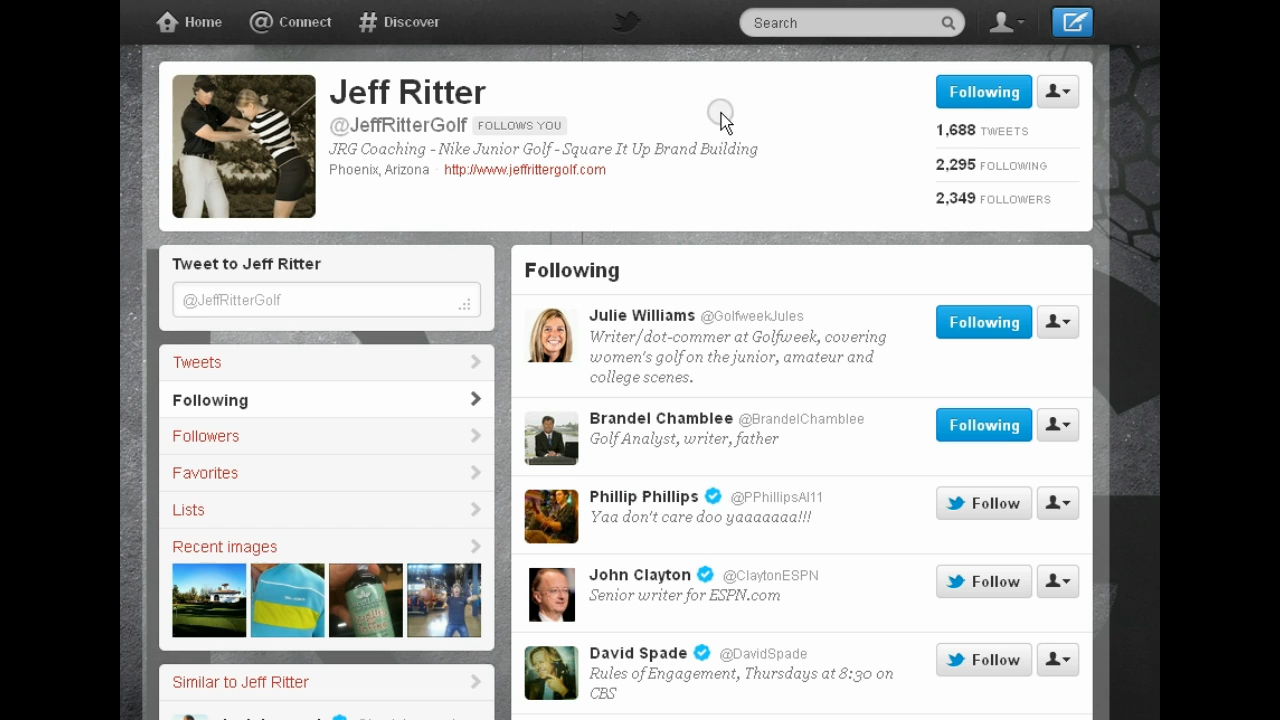 Home
Connect
Discover
Search
Jeff Ritter
@JeffRitterGolf FOLLOWS YOU
JRG Coaching - Nike Junior Golf - Square It Up Brand Building
Phoenix, Arizona · http://www.jeffrittergolf.com
Following
1,688 TWEETS
2,295 FOLLOWING
2,349 FOLLOWERS
Tweet to Jeff Ritter
@JeffRitterGolf
Tweets
Following
Followers
Favorites
Lists
Recent images
Similar to Jeff Ritter
Following
Julie Williams @GolfweekJules
Writer/dot-commer at Golfweek, covering
women's golf on the junior, amateur and
college scenes.
Following
Brandel Chamblee @BrandelChamblee
Golf Analyst, writer, father
Following
Phillip Phillips @PPhillipsAI11
Yaa don't care doo yaaaaaaa!!!
Follow
John Clayton @ClaytonESPN
Senior writer for ESPN.com
Follow
David Spade @DavidSpade
Rules of Engagement, Thursdays at 8:30 on
CBS
Follow